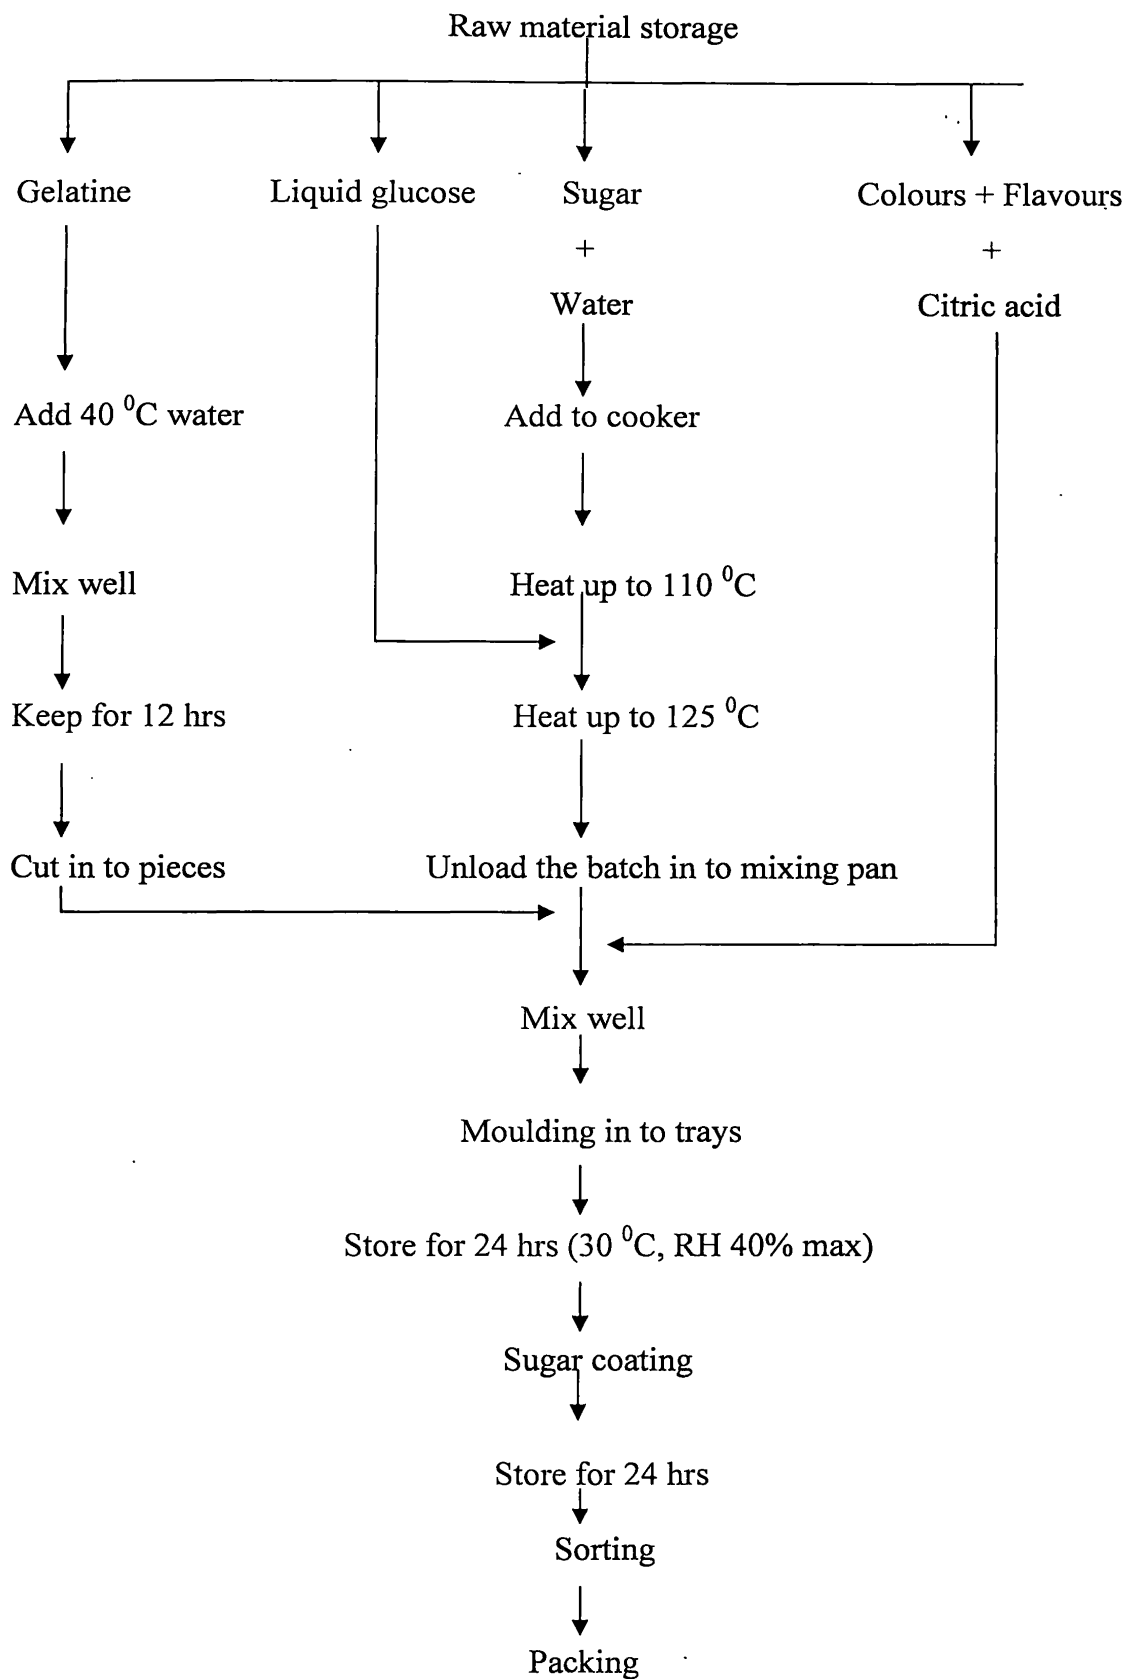 Raw material storage
Gelatine Liquid glucose Sugar Colours + Flavours
+ +
Water Citric acid
Add 40 ⁰C water Add to cooker
Mix well Heat up to 110 ⁰C
Keep for 12 hrs Heat up to 125 ⁰C
Cut in to pieces Unload the batch in to mixing pan
Mix well
Moulding in to trays
Store for 24 hrs (30 ⁰C, RH 40% max)
Sugar coating
Store for 24 hrs
Sorting
Packing